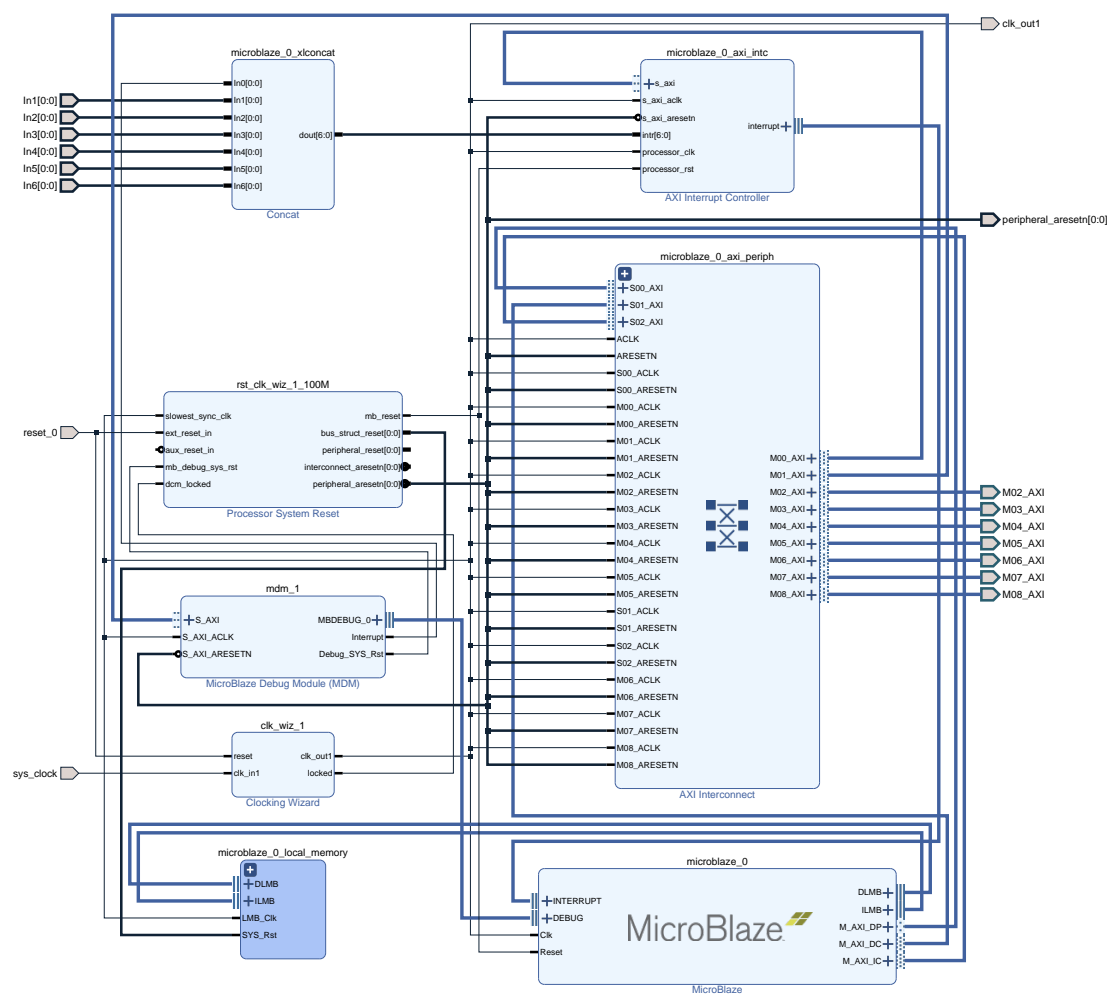 clk_out1
microblaze_0_xlconcat
In0[0:0]
In1[0:0]
In2[0:0]
In3[0:0]
In4[0:0]
In5[0:0]
In6[0:0]
dout[6:0]
Concat
In1[0:0]
In2[0:0]
In3[0:0]
In4[0:0]
In5[0:0]
In6[0:0]
microblaze_0_axi_intc
s_axi
s_axi_aclk
s_axi_aresetn
intr[6:0]
processor_clk
processor_rst
interrupt
AXI Interrupt Controller
peripheral_aresetn[0:0]
microblaze_0_axi_periph
S00_AXI
S01_AXI
S02_AXI
ACLK
ARESETN
S00_ACLK
S00_ARESETN
M00_ACLK
M00_ARESETN
M01_ACLK
M01_ARESETN
M02_ACLK
M02_ARESETN
M03_ACLK
M03_ARESETN
M04_ACLK
M04_ARESETN
M05_ACLK
M05_ARESETN
S01_ACLK
S01_ARESETN
S02_ACLK
S02_ARESETN
M06_ACLK
M06_ARESETN
M07_ACLK
M07_ARESETN
M08_ACLK
M08_ARESETN
M00_AXI
M01_AXI
M02_AXI
M03_AXI
M04_AXI
M05_AXI
M06_AXI
M07_AXI
M08_AXI
AXI Interconnect
M02_AXI
M03_AXI
M04_AXI
M05_AXI
M06_AXI
M07_AXI
M08_AXI
rst_clk_wiz_1_100M
slowest_sync_clk
ext_reset_in
aux_reset_in
mb_debug_sys_rst
dcm_locked
mb_reset
bus_struct_reset[0:0]
peripheral_reset[0:0]
interconnect_aresetn[0:0]
peripheral_aresetn[0:0]
Processor System Reset
reset_0
mdm_1
S_AXI
S_AXI_ACLK
S_AXI_ARESETN
MBDEBUG_0
Interrupt
Debug_SYS_Rst
MicroBlaze Debug Module (MDM)
clk_wiz_1
reset
clk_in1
clk_out1
locked
Clocking Wizard
sys_clock
microblaze_0_local_memory
DLMB
ILMB
LMB_Clk
SYS_Rst
microblaze_0
INTERRUPT
DEBUG
Clk
Reset
MicroBlaze
DLMB
ILMB
M_AXI_DP
M_AXI_DC
M_AXI_IC
MicroBlaze